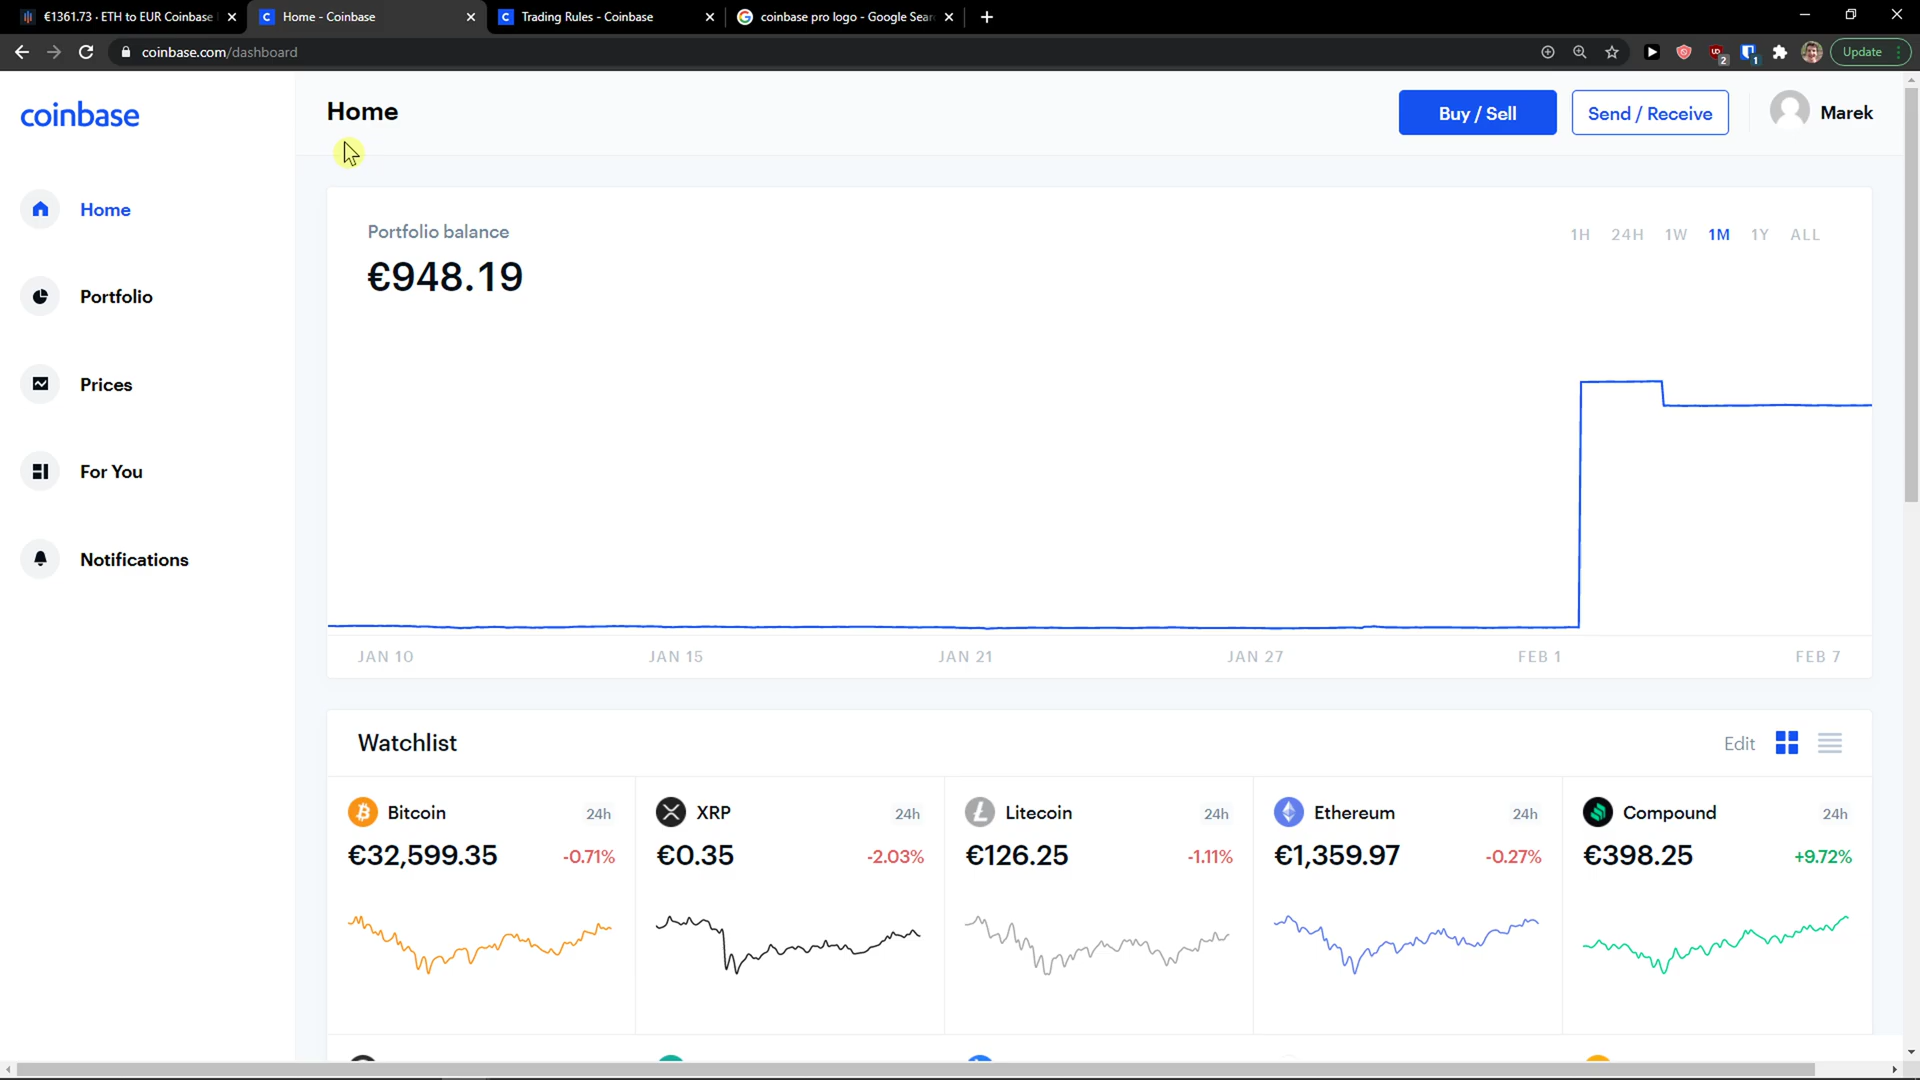 €1361.73 · ETH to EUR Coinbase
Home - Coinbase
Trading Rules - Coinbase
coinbase pro logo - Google Sear
coinbase.com/dashboard
2
1
Update
coinbase
Home
Buy / Sell
Send / Receive
Marek
Home
Portfolio
Prices
For You
Notifications
Portfolio balance
€948.19
1H 24H 1W 1M 1Y ALL
JAN 10 JAN 15 JAN 21 JAN 27 FEB 1 FEB 7
Watchlist
Edit
Bitcoin 24h
€32,599.35 -0.71%
XRP 24h
€0.35 -2.03%
Litecoin 24h
€126.25 -1.11%
Ethereum 24h
€1,359.97 -0.27%
Compound 24h
€398.25 +9.72%